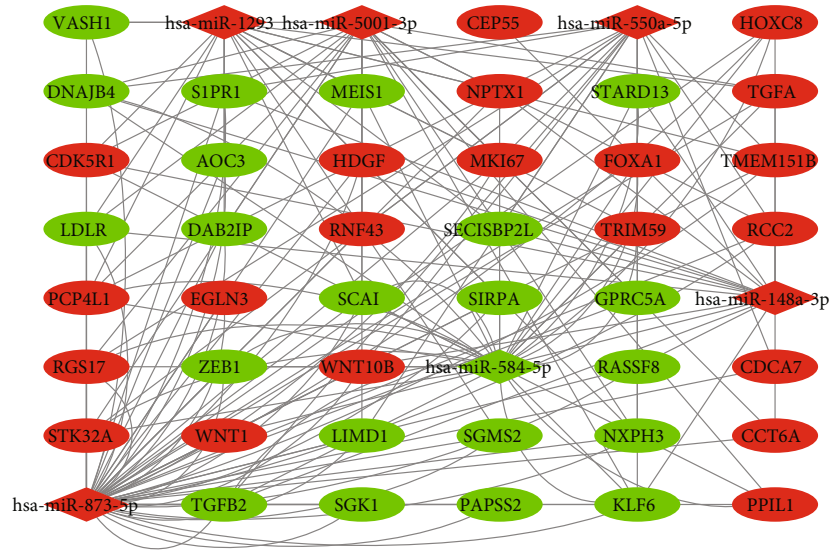 VASH1 hsa-miR-1293 hsa-miR-5001-3p CEP55 hsa-miR-550a-5p HOXC8
DNAJB4 S1PR1 MEIS1 NPTX1 STARD13 TGFA
CDK5R1 AOC3 HDGF MKI67 FOXA1 TMEM151B
LDLR DAB2IP RNF43 SECISBP2L TRIM59 RCC2
PCP4L1 EGLN3 SCAI SIRPA GPRC5A hsa-miR-148a-3p
RGS17 ZEB1 WNT10B hsa-miR-584-5p RASSF8 CDCA7
STK32A WNT1 LIMD1 SGMS2 NXPH3 CCT6A
hsa-miR-873-5p TGFB2 SGK1 PAPSS2 KLF6 PPIL1